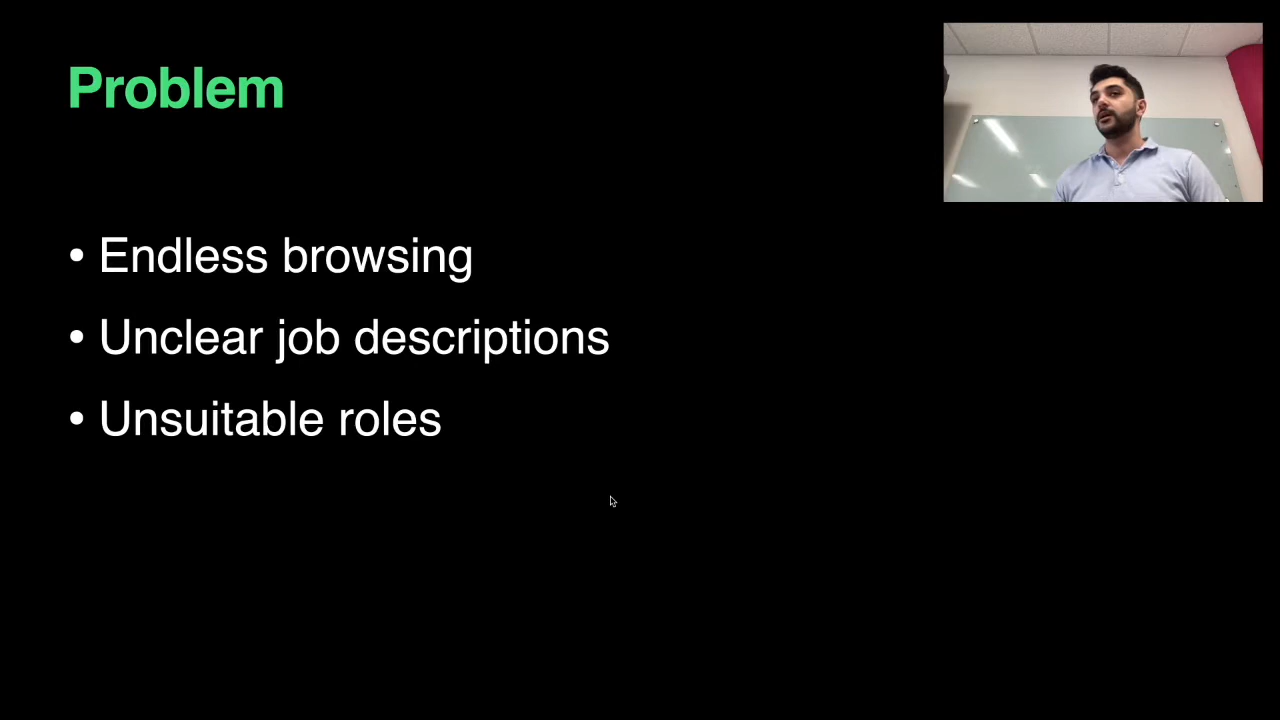 Problem
• Endless browsing
• Unclear job descriptions
• Unsuitable roles